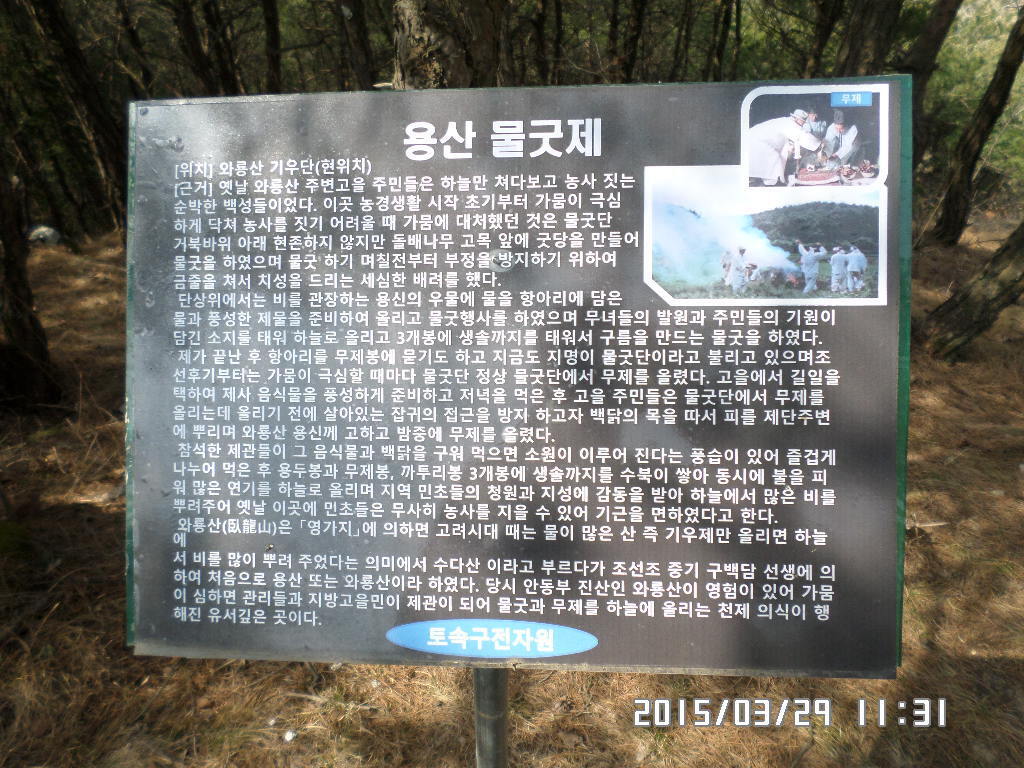 용산 물굿제
무제
[위치] 와룡산 기우단(현위치)
[근거] 옛날 와룡산 주변고을 주민들은 하늘만 쳐다보고 농사 짓는
순박한 백성들이었다. 이곳 농경생활 시작 초기부터 가뭄이 극심
하게 닥쳐 농사를 짓기 어려울 때 가뭄에 대처했던 것은 물굿단
거북바위 아래 현존하지 않지만 돌배나무 고목 앞에 굿당을 만들어
물굿을 하였으며 물굿 하기 며칠전부터 부정을 방지하기 위하여
금줄을 쳐서 치성을 드리는 세심한 배려를 했다.
단상위에서는 비를 관장하는 용신의 우물에 물을 항아리에 담은
물과 풍성한 제물을 준비하여 올리고 물굿행사를 하였으며 무녀들의 발원과 주민들의 기원이
담긴 소지를 태워 하늘로 올리고 3개봉에 생솔까지를 태워서 구름을 만드는 물굿을 하였다.
제가 끝난 후 항아리를 무제봉에 묻기도 하고 지금도 지명이 물굿단이라고 불리고 있으며조
선후기부터는 가뭄이 극심할 때마다 물굿단 정상 물굿단에서 무제를 올렸다. 고을에서 길일을
택하여 제사 음식물을 풍성하게 준비하고 저녁을 먹은 후 고을 주민들은 물굿단에서 무제를
올리는데 올리기 전에 살아있는 잡귀의 접근을 방지 하고자 백닭의 목을 따서 피를 제단주변
에 뿌리며 와룡산 용신께 고하고 밤중에 무제를 올렸다.
참석한 제관들이 그 음식물과 백닭을 구워 먹으면 소원이 이루어 진다는 풍습이 있어 즐겁게
나누어 먹은 후 용두봉과 무제봉, 까투리봉 3개봉에 생솔까지를 수북이 쌓아 동시에 불을 피
워 많은 연기를 하늘로 올리며 지역 민초들의 청원과 지성에 감동을 받아 하늘에서 많은 비를
뿌려주어 옛날 이곳에 민초들은 무사히 농사를 지을 수 있어 기근을 면하였다고 한다.
와룡산(臥龍山)은 「영가지」에 의하면 고려시대 때는 물이 많은 산 즉 기우제만 올리면 하늘
에
서 비를 많이 뿌려 주었다는 의미에서 수다산 이라고 부르다가 조선조 중기 구백담 선생에 의
하여 처음으로 용산 또는 와룡산이라 하였다. 당시 안동부 진산인 와룡산이 영험이 있어 가뭄
이 심하면 관리들과 지방고을민이 제관이 되어 물굿과 무제를 하늘에 올리는 천제 의식이 행
해진 유서깊은 곳이다.
토속구전자원
2015/03/29 11:31